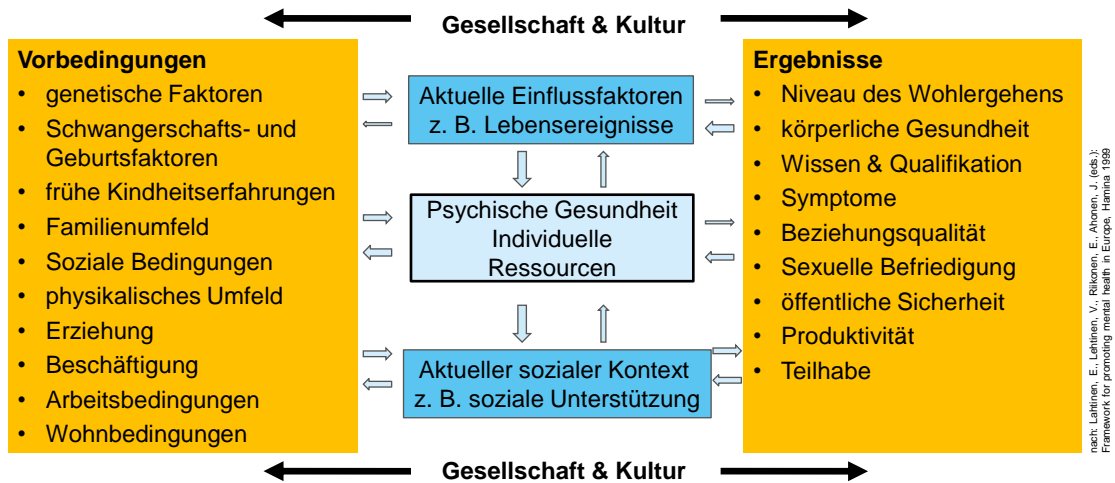 Gesellschaft & Kultur
Vorbedingungen
• genetische Faktoren
• Schwangerschafts- und
Geburtsfaktoren
• frühe Kindheitserfahrungen
• Familienumfeld
• Soziale Bedingungen
• physikalisches Umfeld
• Erziehung
• Beschäftigung
• Arbeitsbedingungen
• Wohnbedingungen
Aktuelle Einflussfaktoren
z. B. Lebensereignisse
Psychische Gesundheit
Individuelle
Ressourcen
Aktueller sozialer Kontext
z. B. soziale Unterstützung
Ergebnisse
• Niveau des Wohlergehens
• körperliche Gesundheit
• Wissen & Qualifikation
• Symptome
• Beziehungsqualität
• Sexuelle Befriedigung
• öffentliche Sicherheit
• Produktivität
• Teilhabe
Gesellschaft & Kultur
nach: Lahtinen, E., Lehtinen, V., Riikonen, E., Ahonen, J. (eds.):
Framework for promoting mental health in Europe, Hamina 1999